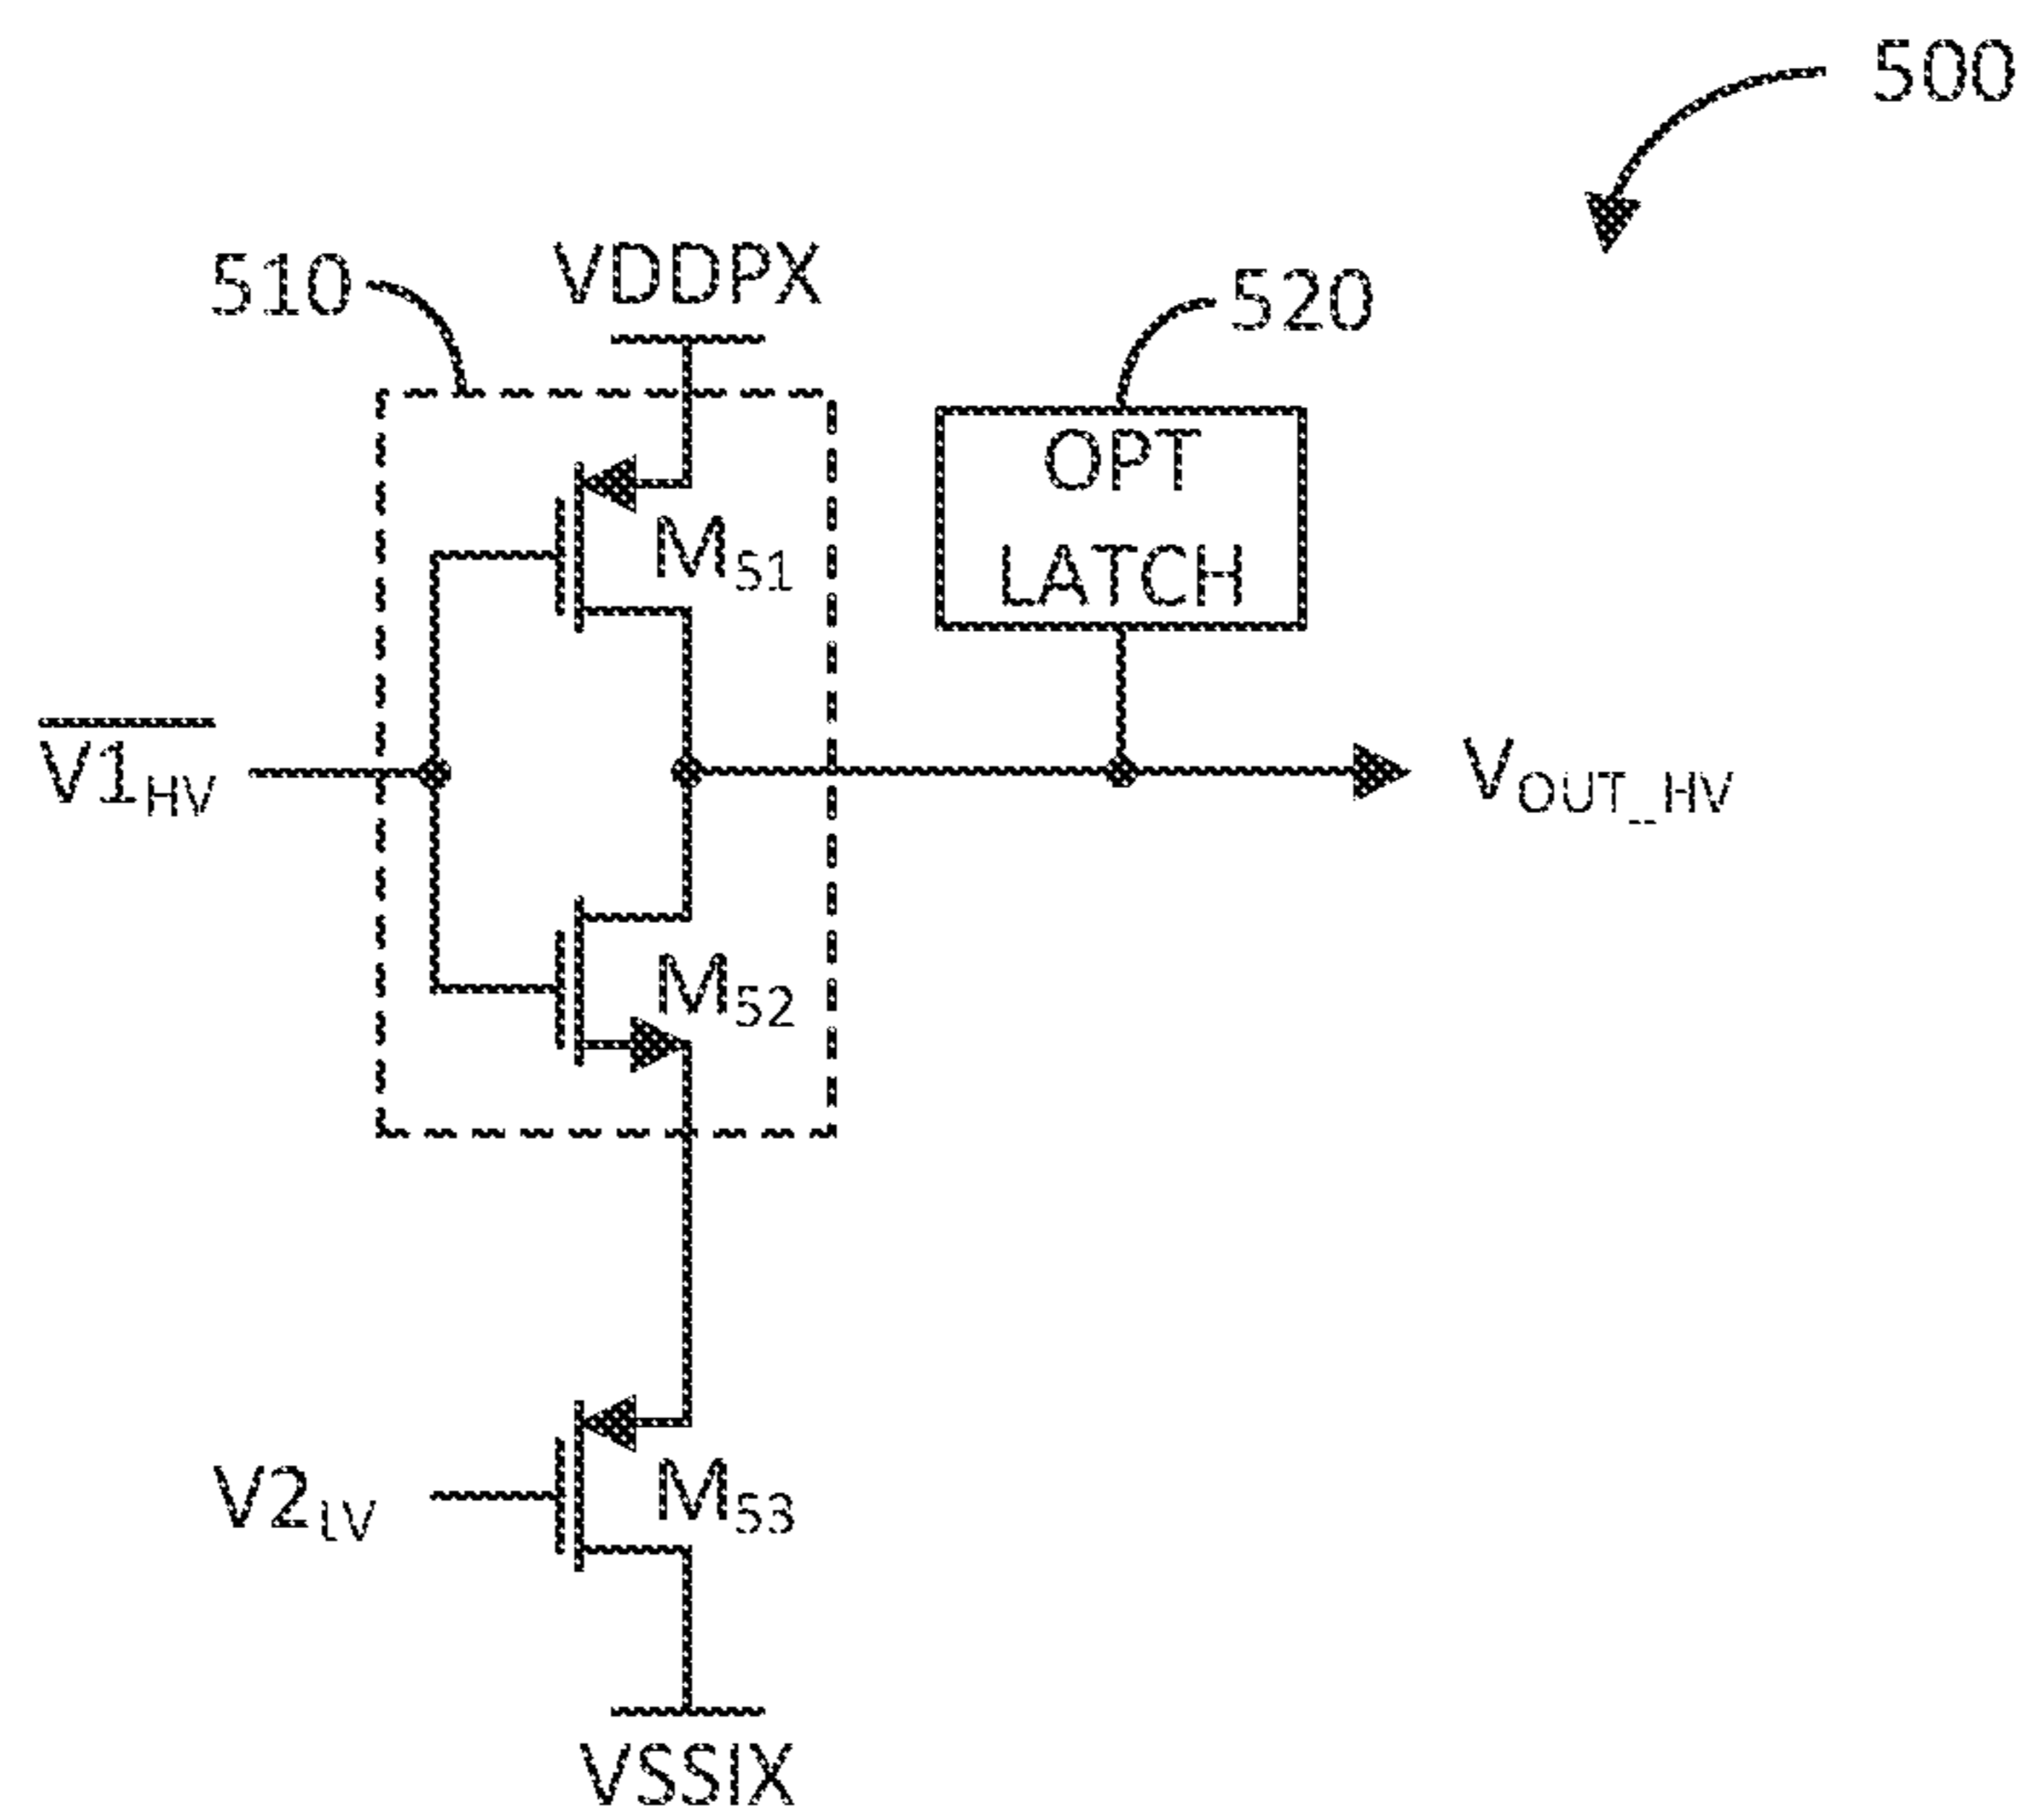 500
510
VDDPX
520
OPT
LATCH
M51
V1HV
VOUT_HV
M52
V2LV
M53
VSSIX